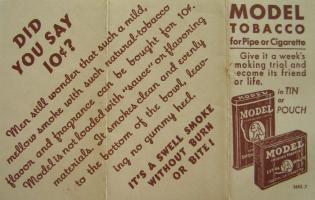 DID
YOU SAY
10¢?
Men still wonder that such a mild,
mellow smoke with such natural-tobacco
flavor and fragrance can be bought for 10¢.
Model is not loaded with "sauce" or flavoring
materials. It smokes clean and evenly
to the bottom of the bowl, leav-
ing no gummy heel.
IT'S A SWELL SMOKE
WITHOUT BURN
OR BITE!
MODEL
TOBACCO
for Pipe or Cigarette
Give it a week's
smoking trial and
become its friend
for life.
in TIN
or
POUCH
MODEL
MODEL